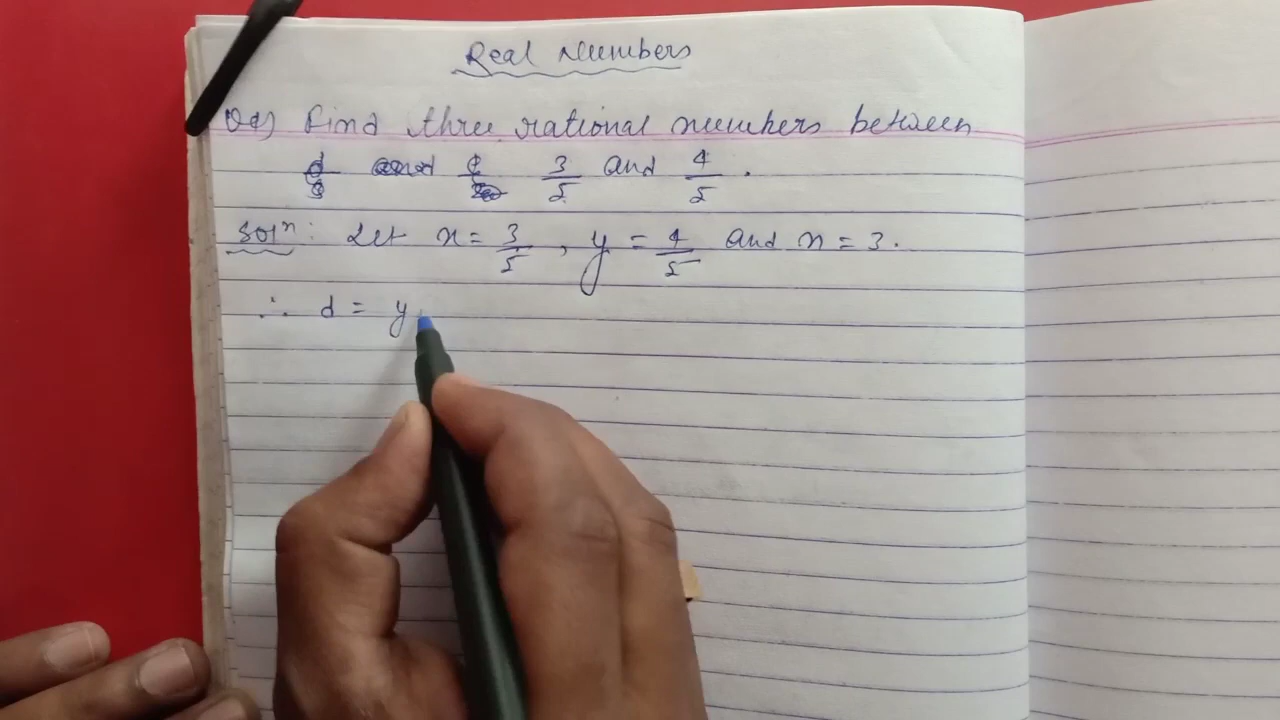 Real Numbers
Find three rational numbers between
3/5 and 4/5 .
Solⁿ: Let x = 3/5 , y = 4/5 and n = 3.
∴ d = y